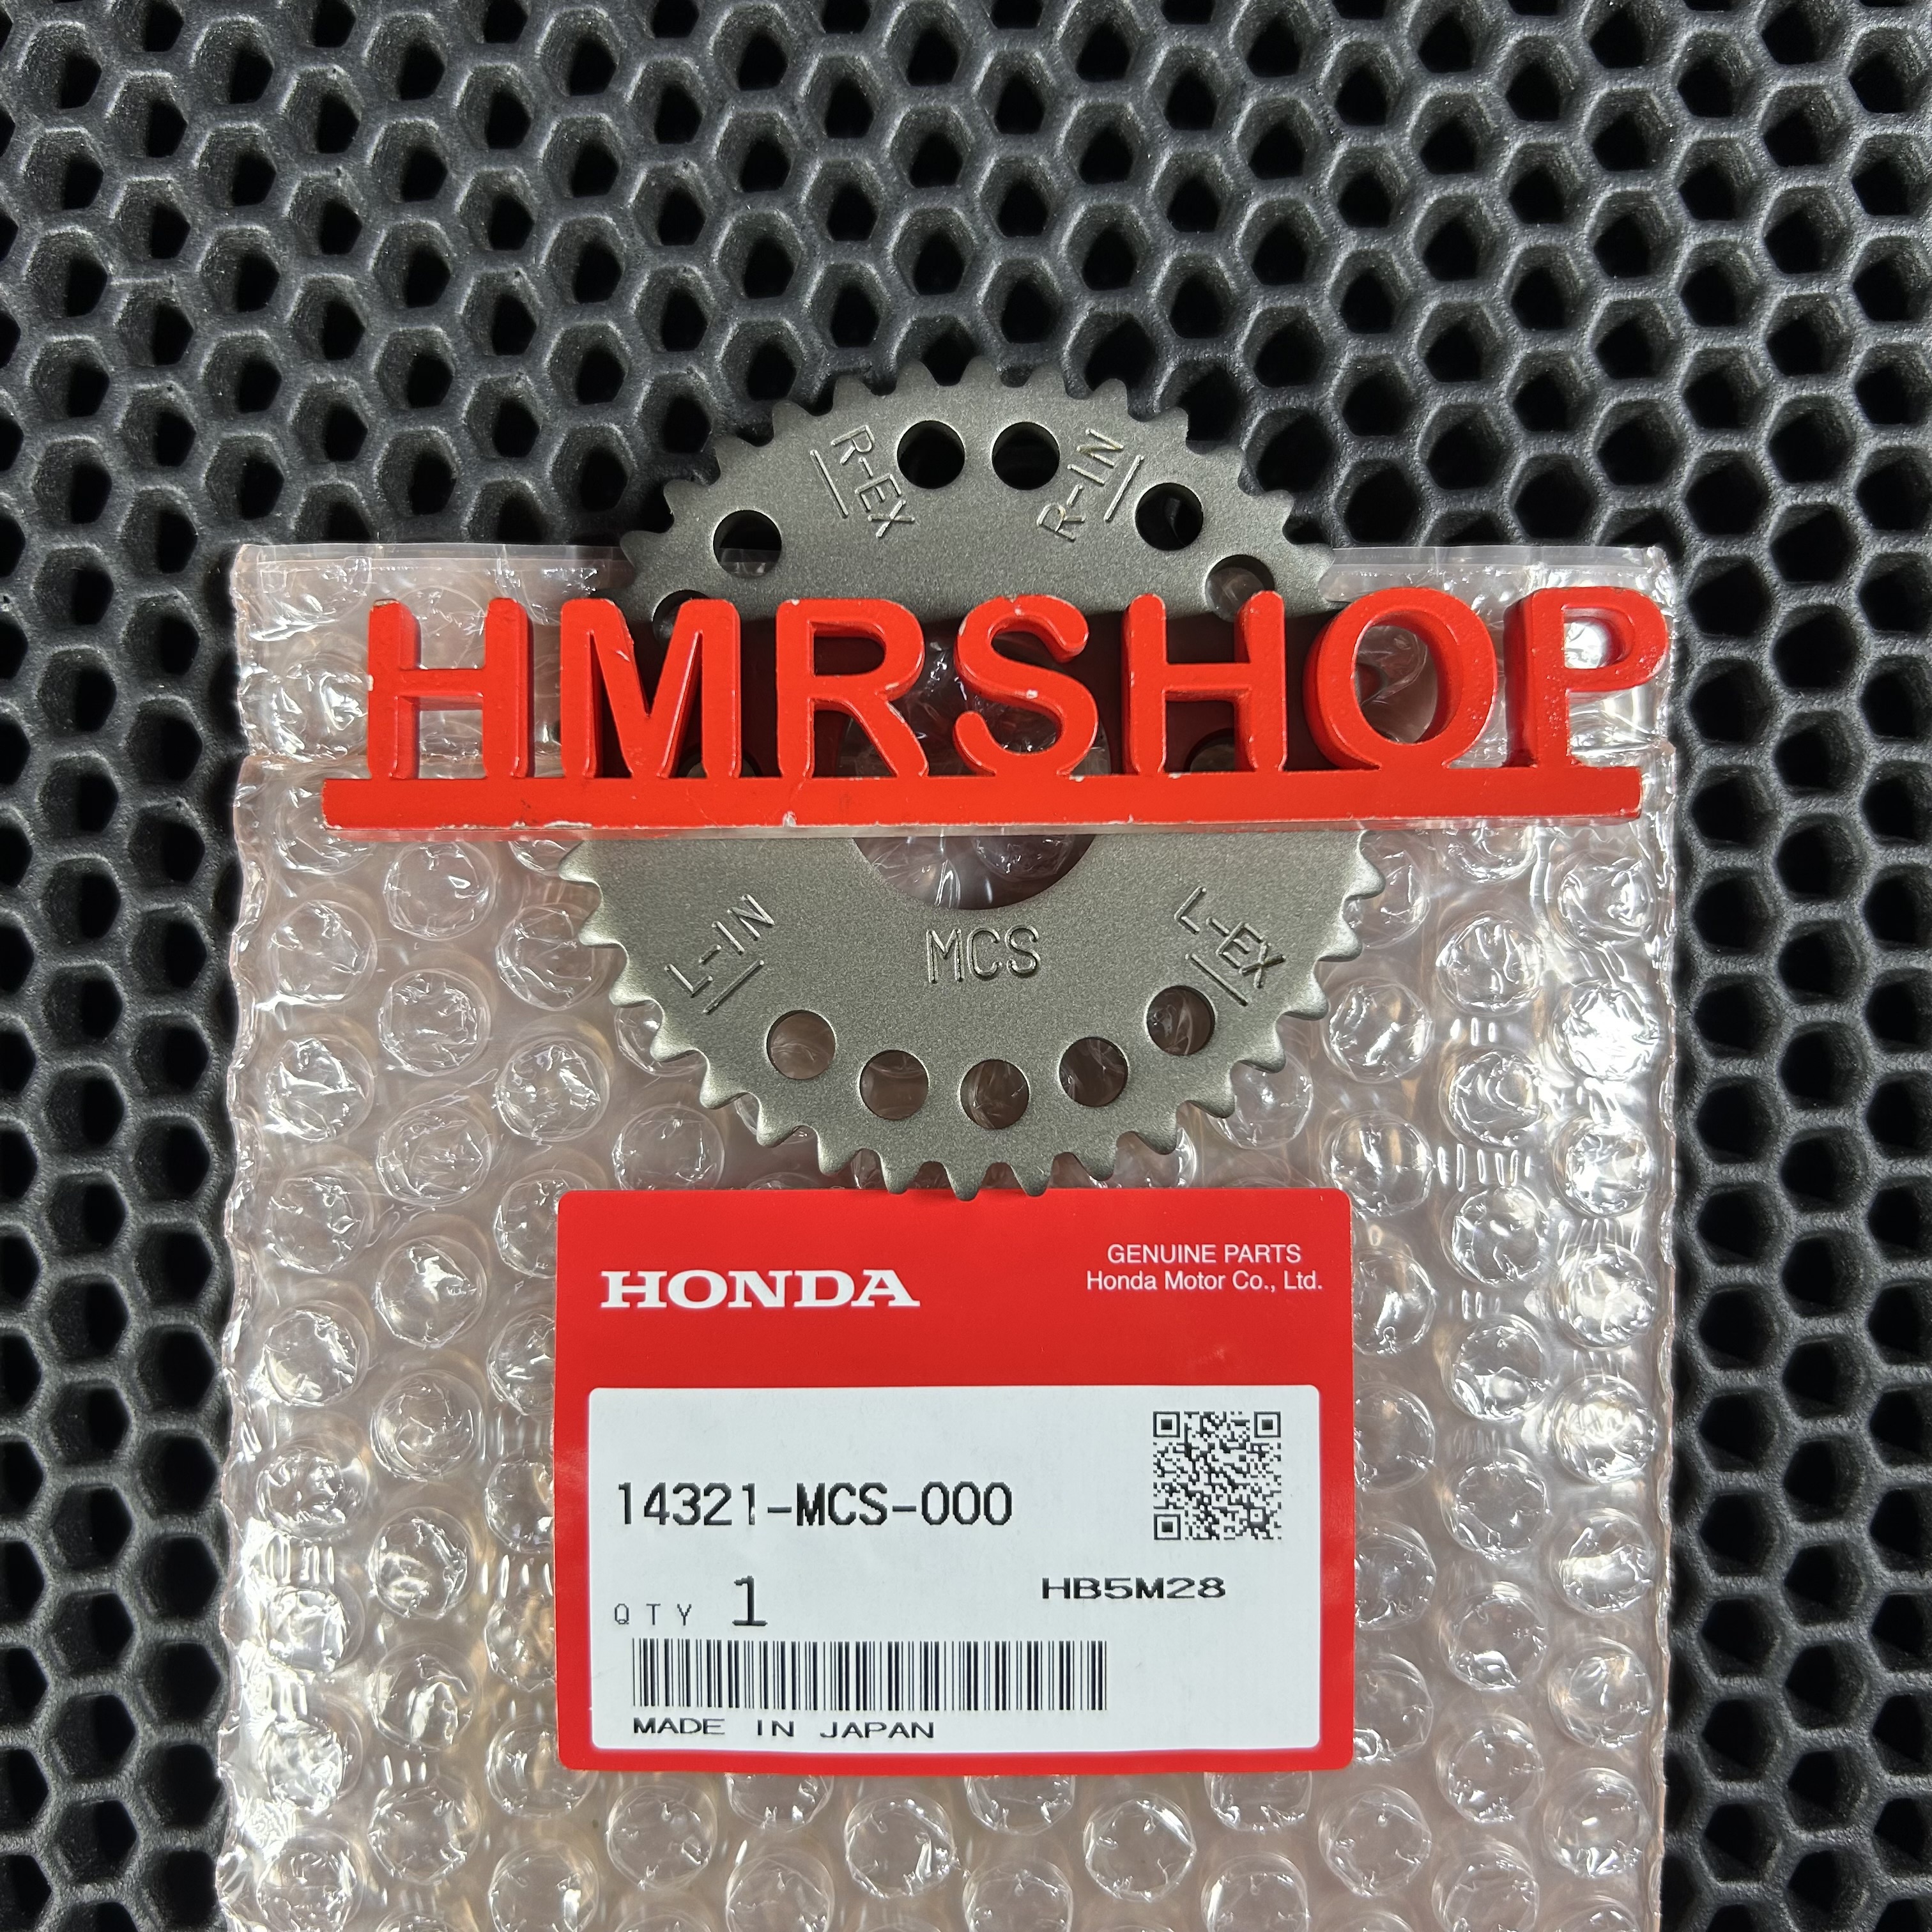 R-EX
R-IN
HMRSHOP
L-IN
MCS
L-EX
HONDA
GENUINE PARTS
Honda Motor Co., Ltd.
14321-MCS-000
QTY 1
HB5M28
MADE IN JAPAN